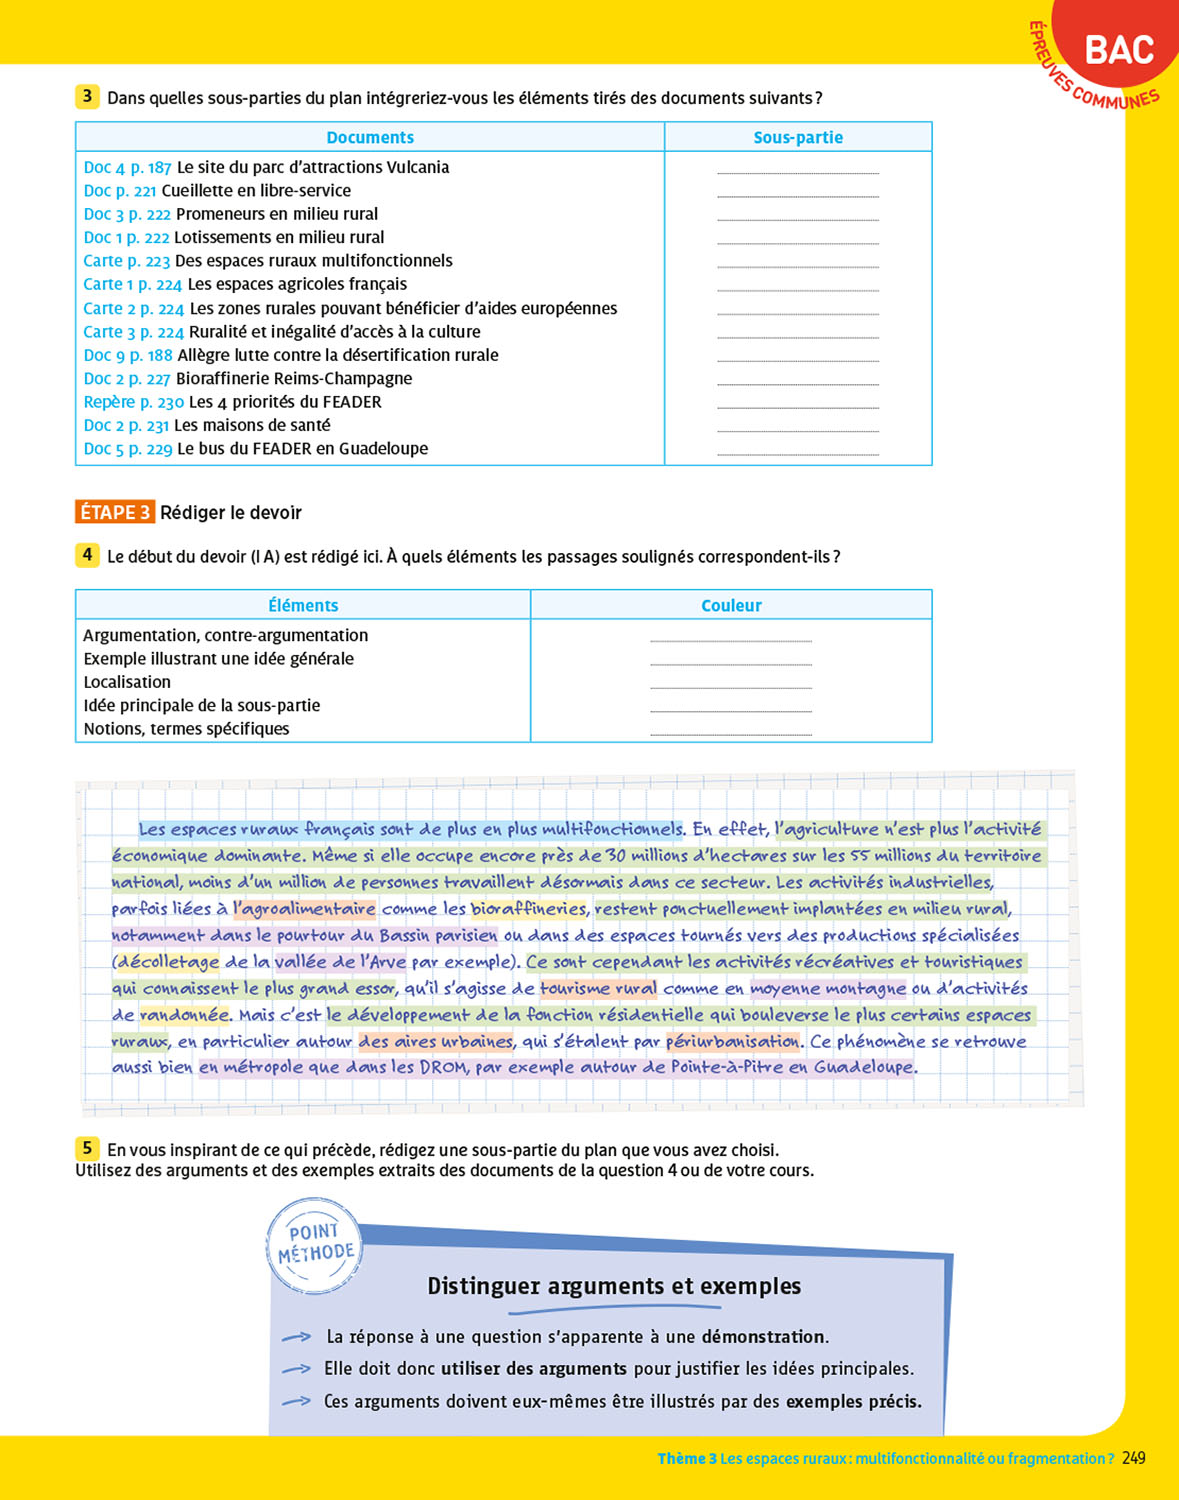 ÉPREUVES COMMUNES
BAC
3 Dans quelles sous-parties du plan intégreriez-vous les éléments tirés des documents suivants ?
Documents Sous-partie
Doc 4 p. 187 Le site du parc d'attractions Vulcania
Doc p. 221 Cueillette en libre-service
Doc 3 p. 222 Promeneurs en milieu rural
Doc 1 p. 222 Lotissements en milieu rural
Carte p. 223 Des espaces ruraux multifonctionnels
Carte 1 p. 224 Les espaces agricoles français
Carte 2 p. 224 Les zones rurales pouvant bénéficier d'aides européennes
Carte 3 p. 224 Ruralité et inégalité d'accès à la culture
Doc 9 p. 188 Allègre lutte contre la désertification rurale
Doc 2 p. 227 Bioraffinerie Reims-Champagne
Repère p. 230 Les 4 priorités du FEADER
Doc 2 p. 231 Les maisons de santé
Doc 5 p. 229 Le bus du FEADER en Guadeloupe
ÉTAPE 3 Rédiger le devoir
4 Le début du devoir (I A) est rédigé ici. À quels éléments les passages soulignés correspondent-ils ?
Éléments Couleur
Argumentation, contre-argumentation
Exemple illustrant une idée générale
Localisation
Idée principale de la sous-partie
Notions, termes spécifiques
Les espaces ruraux français sont de plus en plus multifonctionnels. En effet, l'agriculture n'est plus l'activité
économique dominante. Même si elle occupe encore près de 30 millions d'hectares sur les 55 millions du territoire
national, moins d'un million de personnes travaillent désormais dans ce secteur. Les activités industrielles,
parfois liées à l'agroalimentaire comme les bioraffineries, restent ponctuellement implantées en milieu rural,
notamment dans le pourtour du Bassin parisien ou dans des espaces tournés vers des productions spécialisées
(décolletage de la vallée de l'Arve par exemple). Ce sont cependant les activités récréatives et touristiques
qui connaissent le plus grand essor, qu'il s'agisse de tourisme rural comme en moyenne montagne ou d'activités
de randonnée. Mais c'est le développement de la fonction résidentielle qui bouleverse le plus certains espaces
ruraux, en particulier autour des aires urbaines, qui s'étalent par périurbanisation. Ce phénomène se retrouve
aussi bien en métropole que dans les DROM, par exemple autour de Pointe-à-Pitre en Guadeloupe.
5 En vous inspirant de ce qui précède, rédigez une sous-partie du plan que vous avez choisi.
Utilisez des arguments et des exemples extraits des documents de la question 4 ou de votre cours.
POINT
MÉTHODE
Distinguer arguments et exemples
→ La réponse à une question s'apparente à une démonstration.
→ Elle doit donc utiliser des arguments pour justifier les idées principales.
→ Ces arguments doivent eux-mêmes être illustrés par des exemples précis.
Thème 3 Les espaces ruraux : multifonctionnalité ou fragmentation ? 249